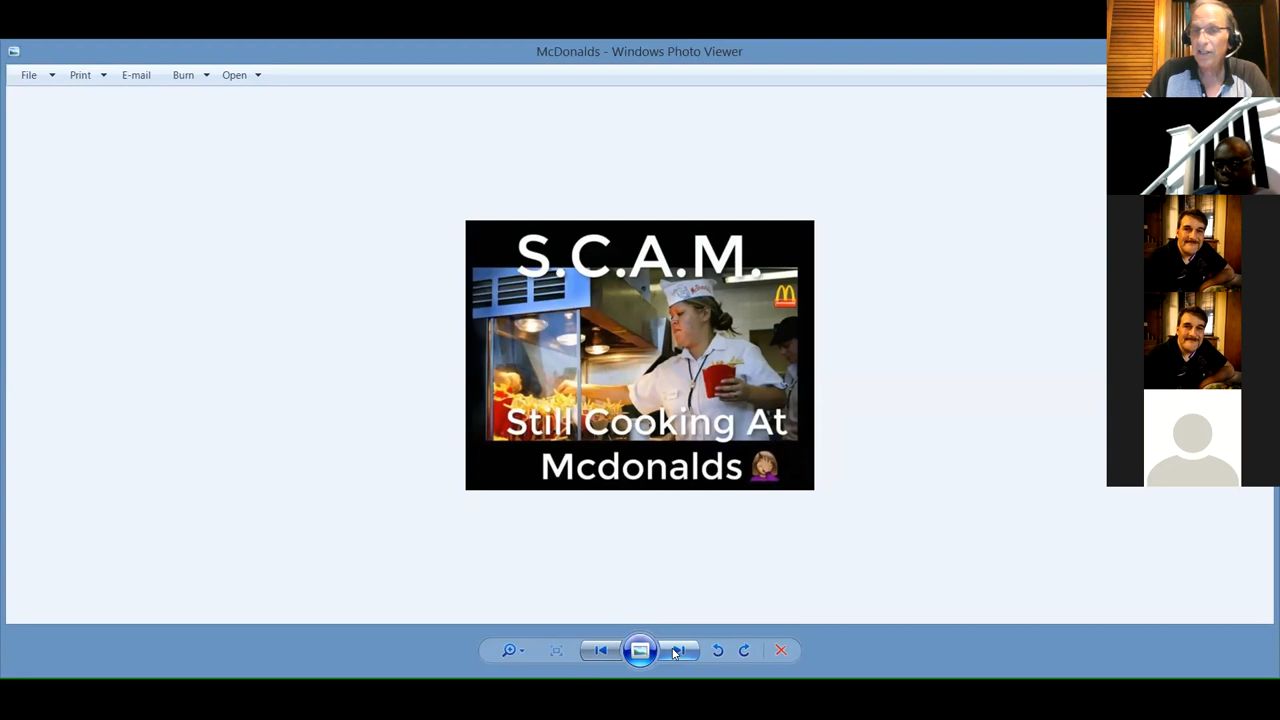 McDonalds - Windows Photo Viewer
File Print E-mail Burn Open
S.C.A.M.
Still Cooking At
Mcdonalds